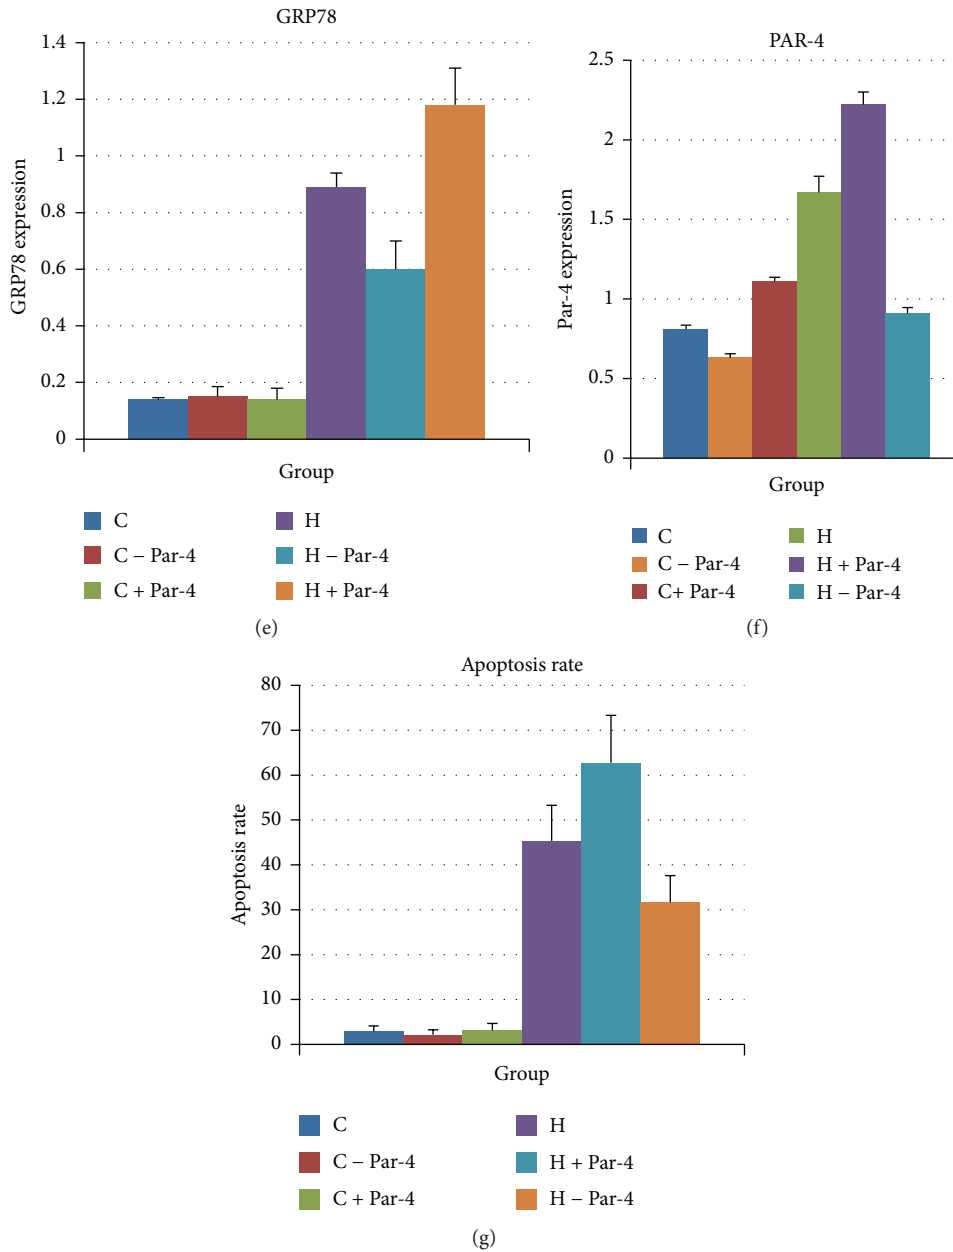 GRP78
1.4
1.2
1
0.8
0.6
0.4
0.2
0
GRP78 expression
Group
C
C − Par-4
C + Par-4
H
H − Par-4
H + Par-4
(e)
PAR-4
2.5
2
1.5
1
0.5
0
Par-4 expression
Group
C
C − Par-4
C+ Par-4
H
H + Par-4
H − Par-4
(f)
Apoptosis rate
80
70
60
50
40
30
20
10
0
Apoptosis rate
Group
C
C − Par-4
C + Par-4
H
H + Par-4
H − Par-4
(g)